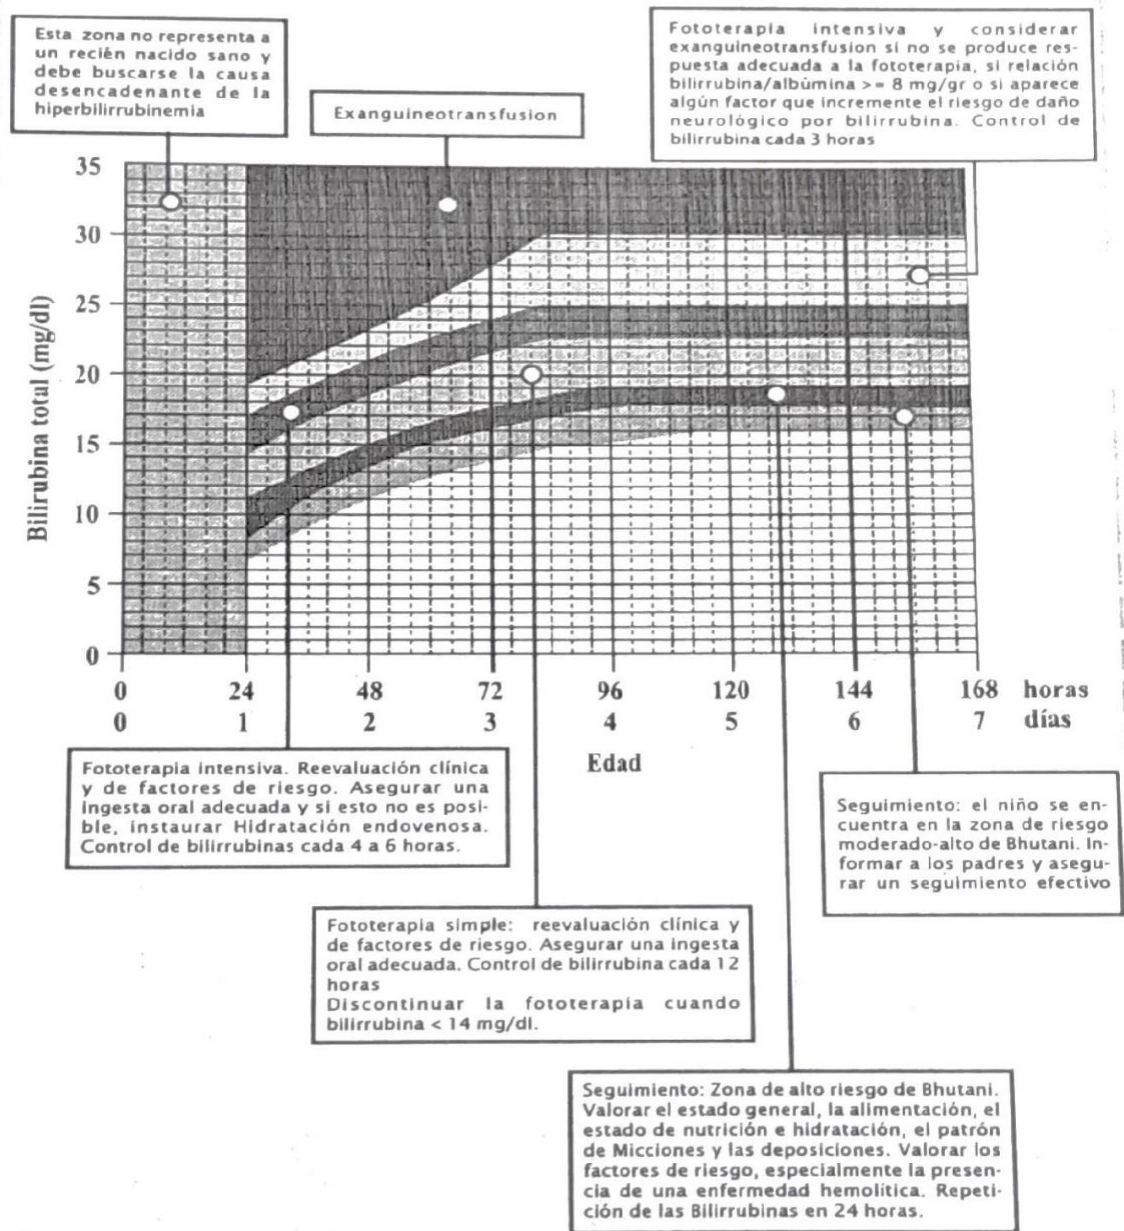 Esta zona no representa a
un recién nacido sano y
debe buscarse la causa
desencadenante de la
hiperbilirrubinemia
Exanguineotransfusion
Fototerapia intensiva y considerar
exanguineotransfusion si no se produce res-
puesta adecuada a la fototerapia, si relación
bilirrubina/albúmina >= 8 mg/gr o si aparece
algún factor que incremente el riesgo de daño
neurológico por bilirrubina. Control de
bilirrubina cada 3 horas
Bilirubina total (mg/dl)
35
30
25
20
15
10
5
0
0 24 48 72 96 120 144 168 horas
0 1 2 3 4 5 6 7 días
Edad
Fototerapia intensiva. Reevaluación clínica
y de factores de riesgo. Asegurar una
ingesta oral adecuada y si esto no es posi-
ble, instaurar Hidratación endovenosa.
Control de bilirrubinas cada 4 a 6 horas.
Seguimiento: el niño se en-
cuentra en la zona de riesgo
moderado-alto de Bhutani. In-
formar a los padres y asegu-
rar un seguimiento efectivo
Fototerapia simple: reevaluación clínica y
de factores de riesgo. Asegurar una ingesta
oral adecuada. Control de bilirrubina cada 12
horas
Discontinuar la fototerapia cuando
bilirrubina < 14 mg/dl.
Seguimiento: Zona de alto riesgo de Bhutani.
Valorar el estado general, la alimentación, el
estado de nutrición e hidratación, el patrón
de Micciones y las deposiciones. Valorar los
factores de riesgo, especialmente la presen-
cia de una enfermedad hemolítica. Repeti-
ción de las Bilirrubinas en 24 horas.